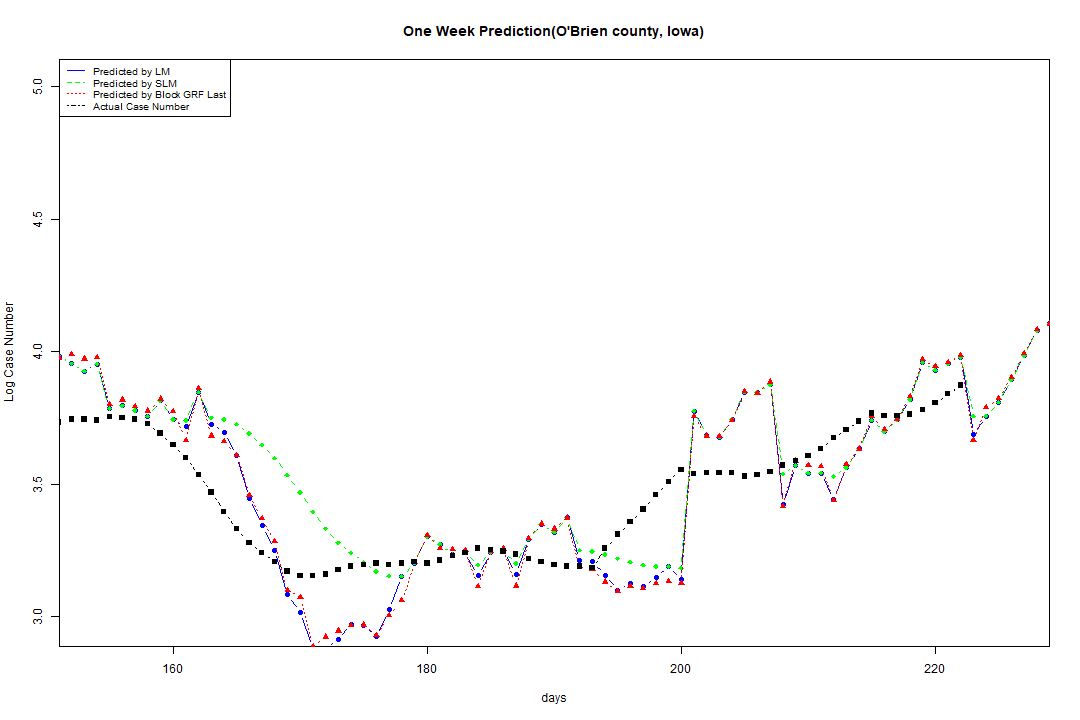 One Week Prediction(O'Brien county, Iowa)
Predicted by LM
Predicted by SLM
Predicted by Block GRF Last
Actual Case Number
5.0
4.5
4.0
3.5
3.0
Log Case Number
160
180
200
220
days